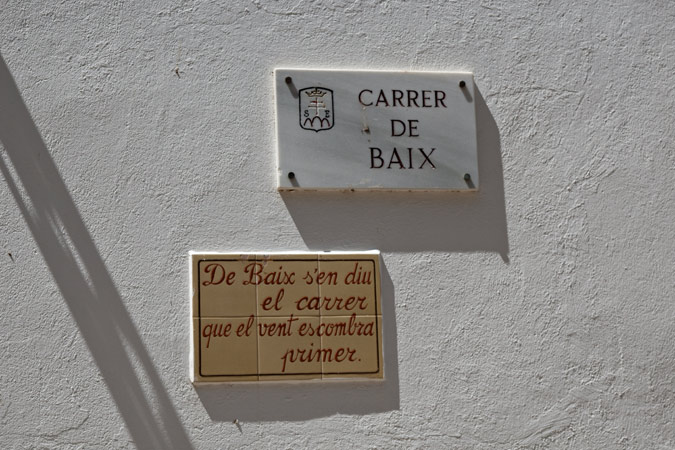 CARRER
DE
BAIX
De Baix s'en diu
el carrer
que el vent escombra
primer.